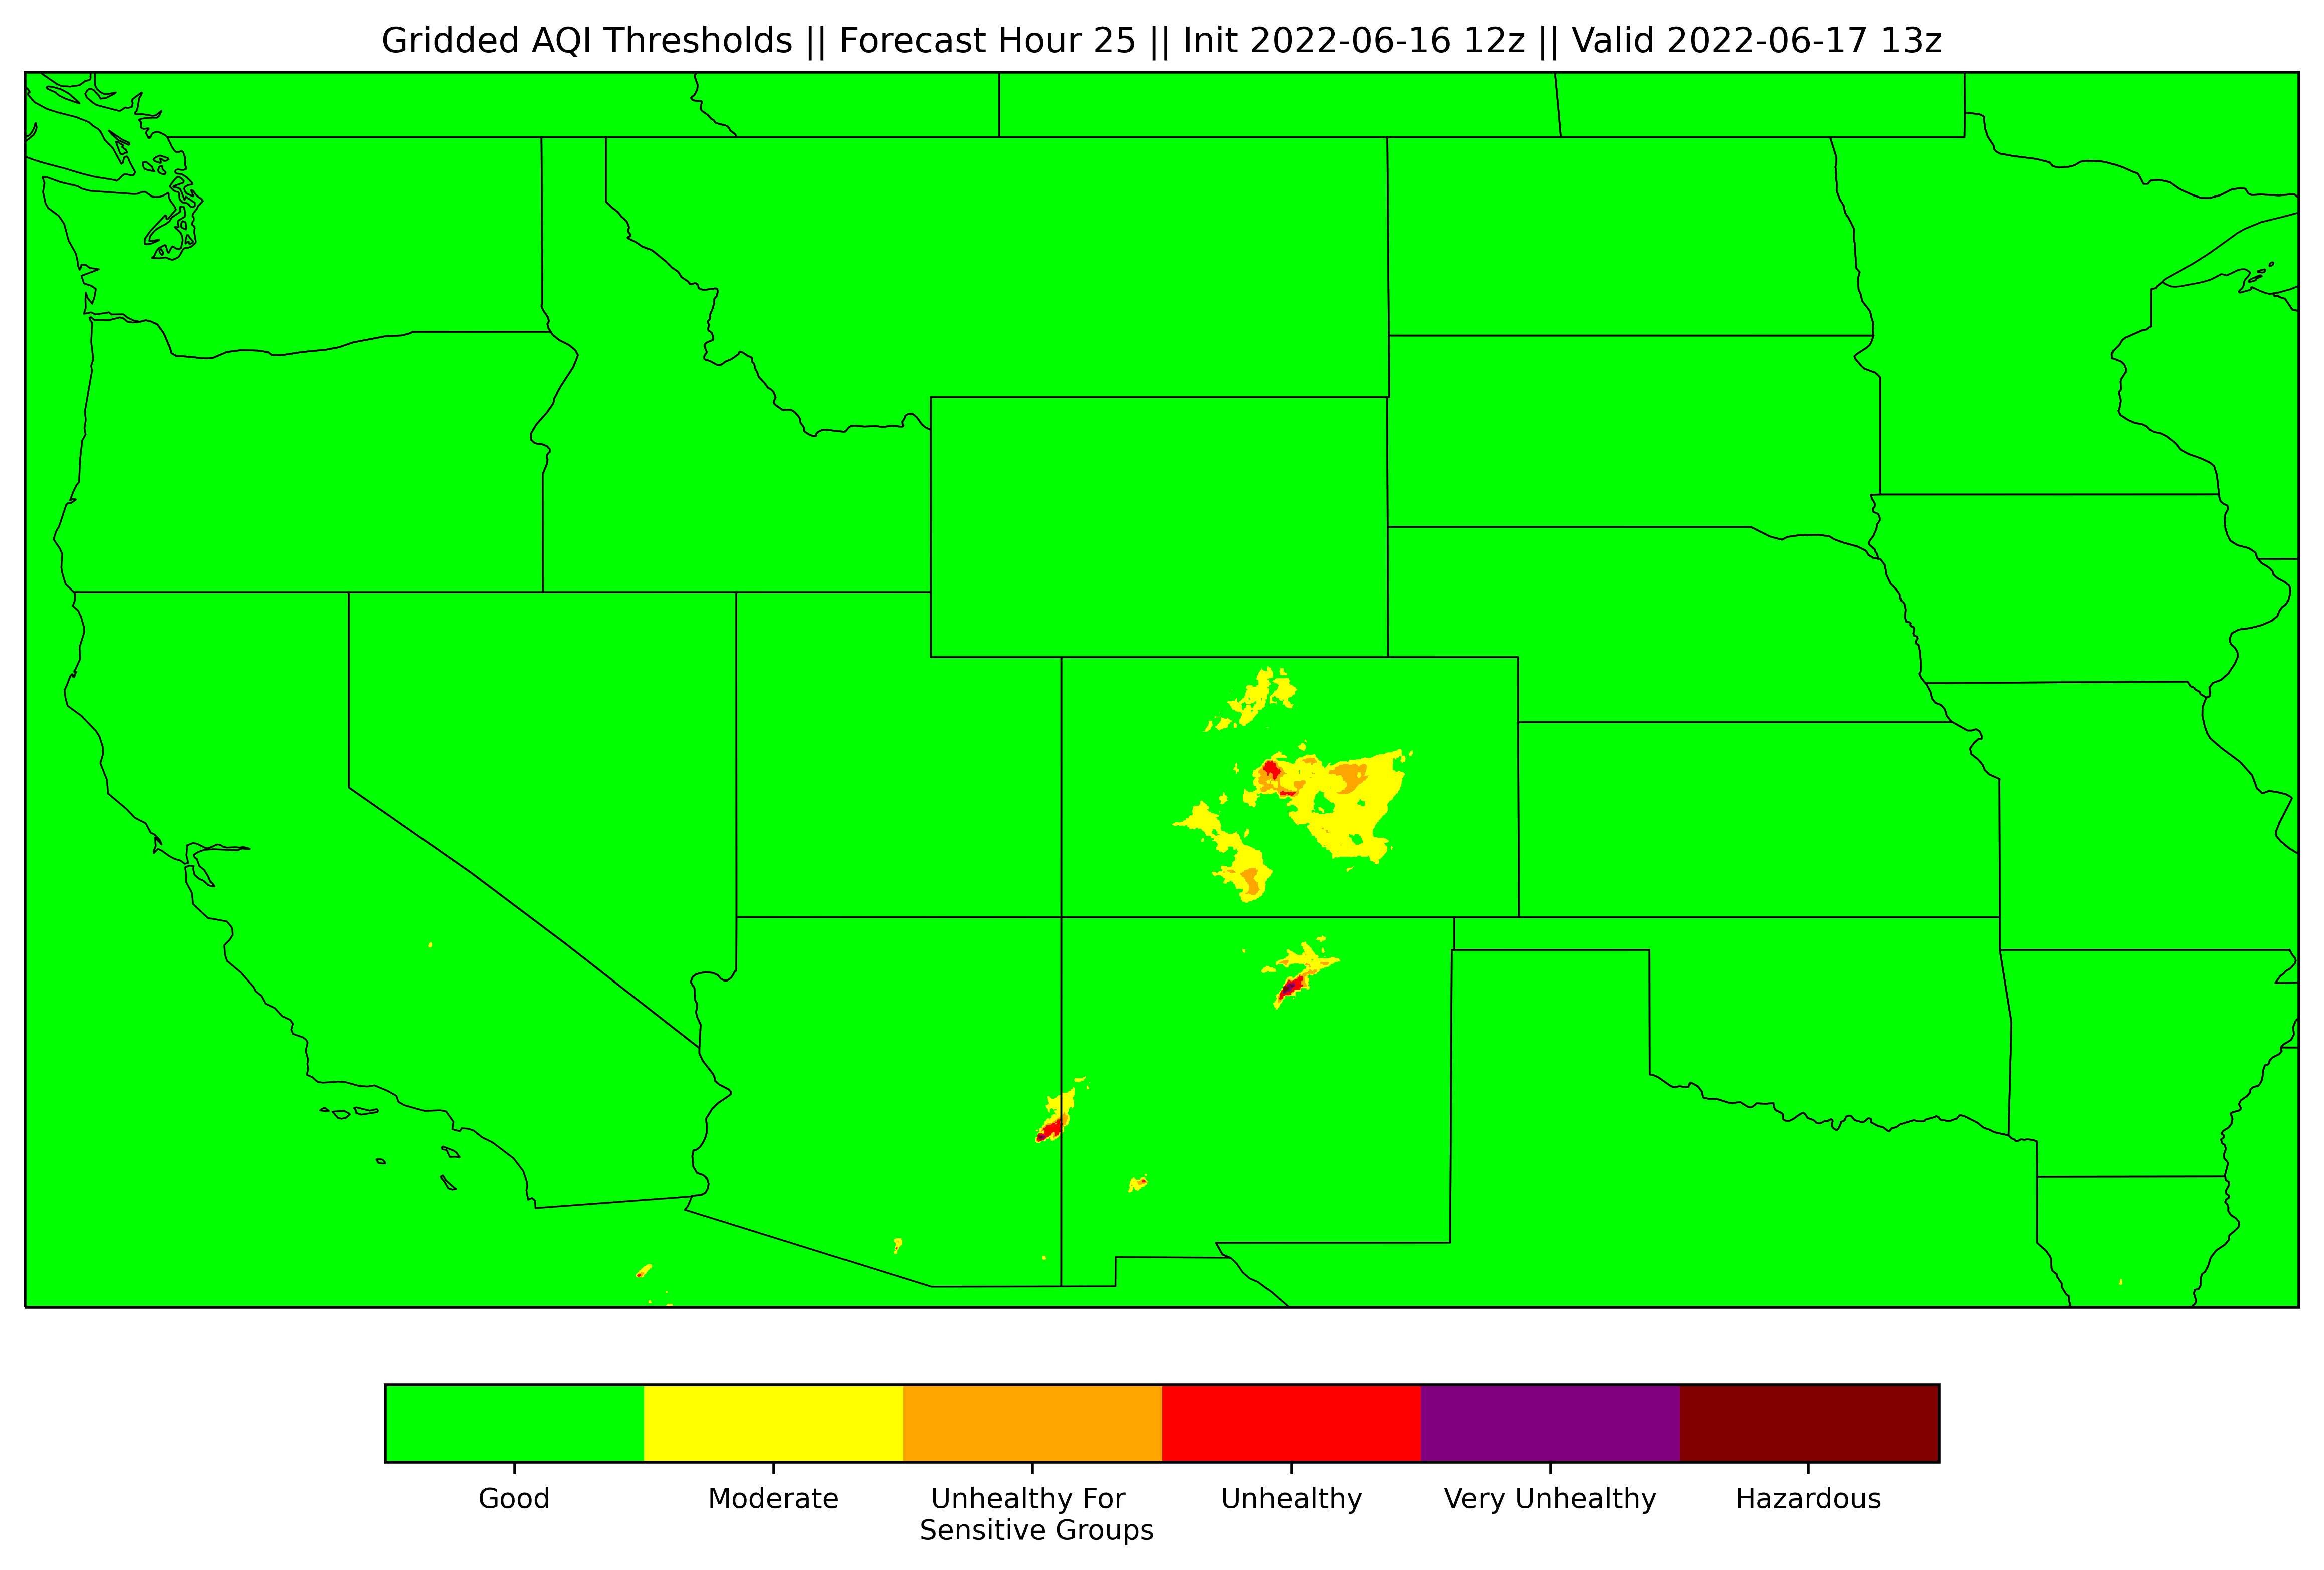 Gridded AQI Thresholds || Forecast Hour 25 || Init 2022-06-16 12z || Valid 2022-06-17 13z
Good
Moderate
Unhealthy For
Sensitive Groups
Unhealthy
Very Unhealthy
Hazardous